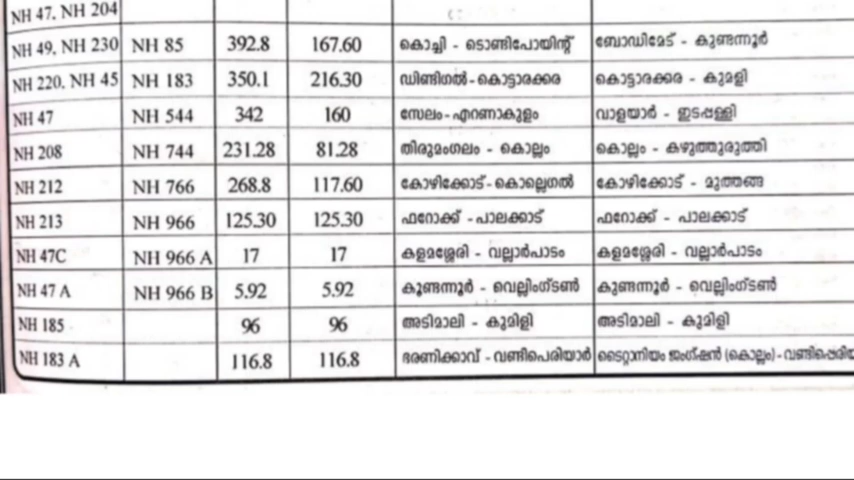 NH 47, NH 204
NH 49, NH 230 NH 85 392.8 167.60 കൊച്ചി - ടൊണ്ടിപോയിന്റ് ബോഡിമേട് - കുണ്ടന്നൂർ
NH 220, NH 45 NH 183 350.1 216.30 ഡിണ്ടിഗൽ-കൊട്ടാരക്കര കൊട്ടാരക്കര - കുമളി
NH 47 NH 544 342 160 സേലം-എറണാകുളം വാളയാർ - ഇടപ്പള്ളി
NH 208 NH 744 231.28 81.28 തിരുമംഗലം - കൊല്ലം കൊല്ലം - കഴുത്തുരുത്തി
NH 212 NH 766 268.8 117.60 കോഴിക്കോട്-കൊല്ലെഗൽ കോഴിക്കോട് - മുത്തങ്ങ
NH 213 NH 966 125.30 125.30 ഫറോക്ക് -പാലക്കാട് ഫറോക്ക് - പാലക്കാട്
NH 47C NH 966 A 17 17 കളമശ്ശേരി - വല്ലാർപാടം കളമശ്ശേരി - വല്ലാർപാടം
NH 47 A NH 966 B 5.92 5.92 കുണ്ടന്നൂർ - വെല്ലിംഗ്ടൺ കുണ്ടന്നൂർ - വെല്ലിംഗ്ടൺ
NH 185 96 96 അടിമാലി - കുമിളി അടിമാലി - കുമിളി
NH 183 A 116.8 116.8 ഭരണിക്കാവ് -വണ്ടിപെരിയാർ ടൈറ്റാനിയം ജംഗ്ഷൻ (കൊല്ലം) -